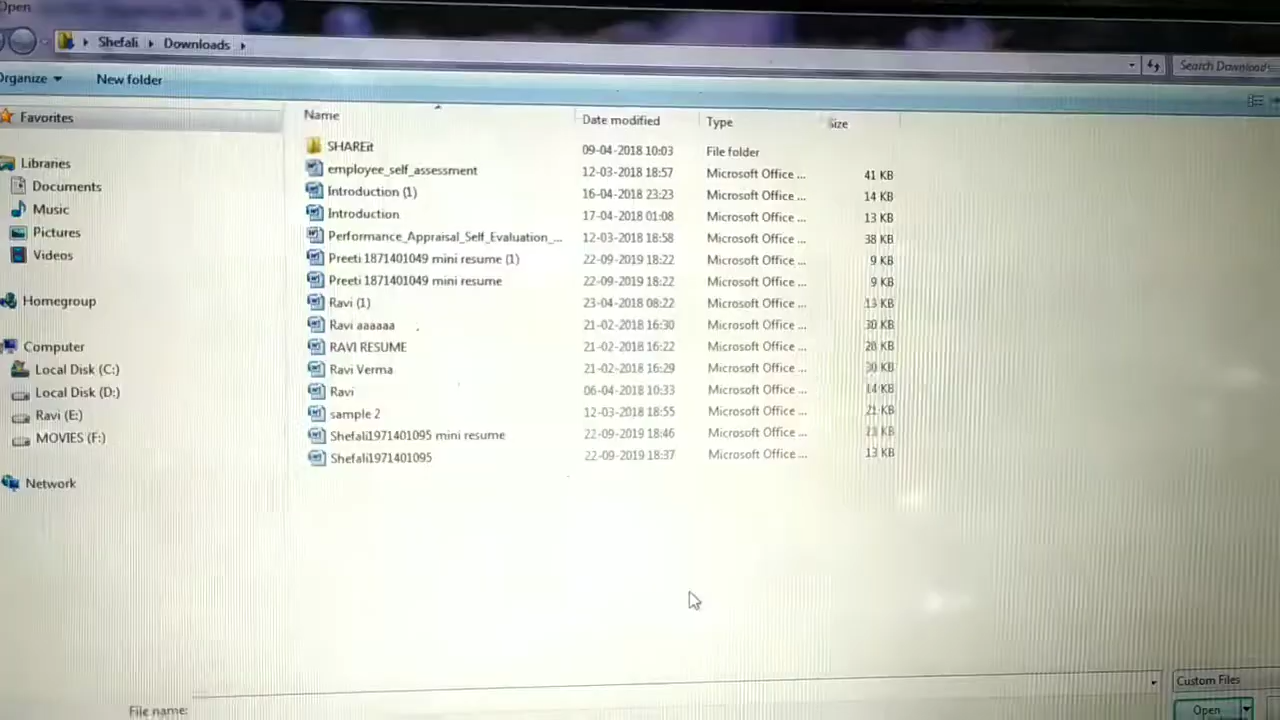 Open
Shefali Downloads Search Downloads
Organize New folder
Name Date modified Type Size
Favorites
Libraries
Documents
Music
Pictures
Videos
Homegroup
Computer
Local Disk (C:)
Local Disk (D:)
Ravi (E:)
MOVIES (F:)
Network
SHAREit 09-04-2018 10:03 File folder
employee_self_assessment 12-03-2018 18:57 Microsoft Office ... 41 KB
Introduction (1) 16-04-2018 23:23 Microsoft Office ... 14 KB
Introduction 17-04-2018 01:08 Microsoft Office ... 13 KB
Performance_Appraisal_Self_Evaluation_... 12-03-2018 18:58 Microsoft Office ... 38 KB
Preeti 1871401049 mini resume (1) 22-09-2019 18:22 Microsoft Office ... 9 KB
Preeti 1871401049 mini resume 22-09-2019 18:22 Microsoft Office ... 9 KB
Ravi (1) 23-04-2018 08:22 Microsoft Office ... 13 KB
Ravi aaaaaa 21-02-2018 16:30 Microsoft Office ... 30 KB
RAVI RESUME 21-02-2018 16:22 Microsoft Office ... 28 KB
Ravi Verma 21-02-2018 16:29 Microsoft Office ... 30 KB
Ravi 06-04-2018 10:33 Microsoft Office ... 14 KB
sample 2 12-03-2018 18:55 Microsoft Office ... 21 KB
Shefali1971401095 mini resume 22-09-2019 18:46 Microsoft Office ... KB
Shefali1971401095 22-09-2019 18:37 Microsoft Office ... 13 KB
File name:
Custom Files
Open